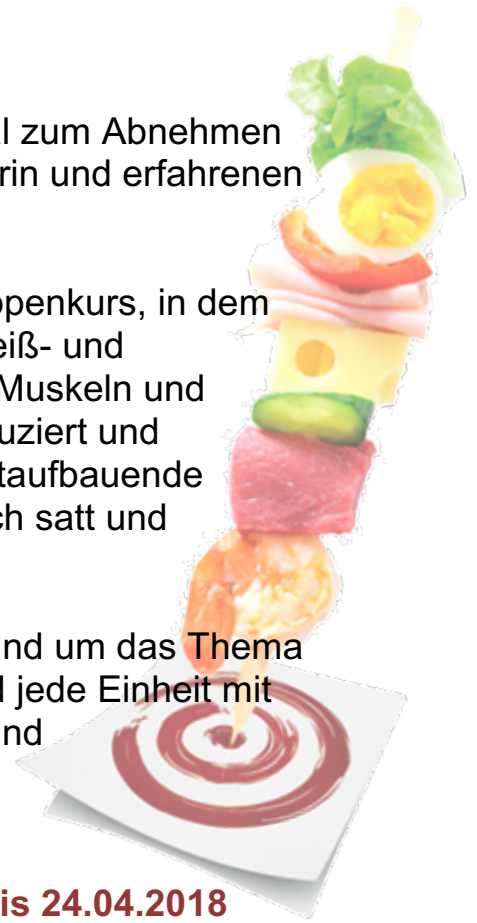 l zum Abnehmen
rin und erfahrenen
ppenkurs, in dem
eiß- und
Muskeln und
uziert und
taufbauende
ch satt und
nd um das Thema
d jede Einheit mit
nd
is 24.04.2018